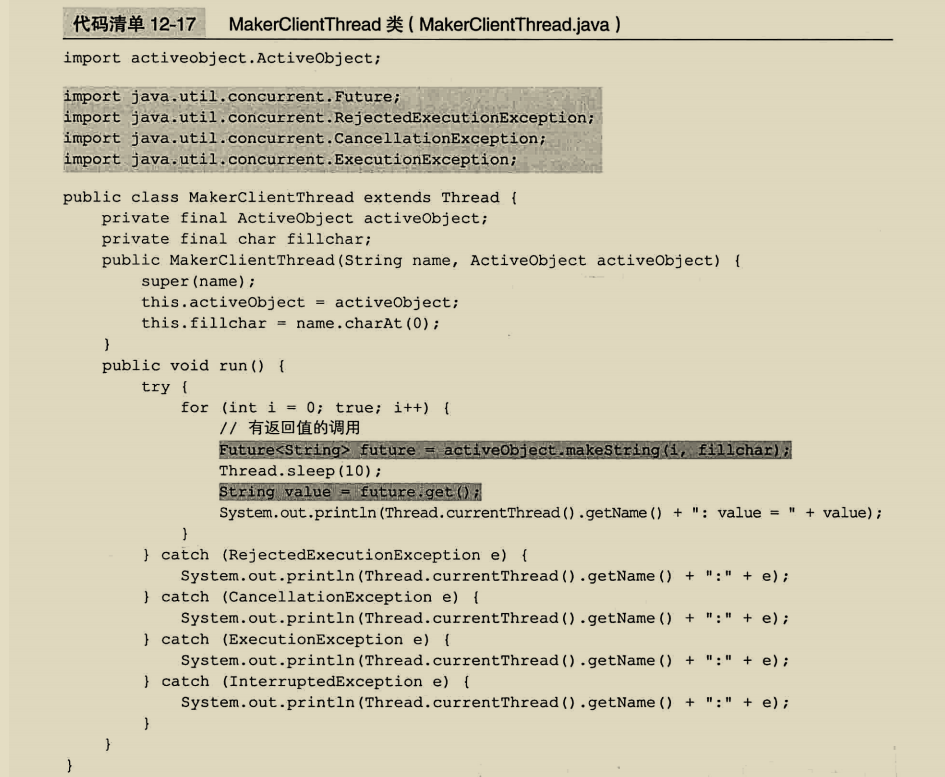 代码清单 12-17 MakerClientThread 类 ( MakerClientThread.java )
import activeobject.ActiveObject;
import java.util.concurrent.Future;
import java.util.concurrent.RejectedExecutionException;
import java.util.concurrent.CancellationException;
import java.util.concurrent.ExecutionException;
public class MakerClientThread extends Thread {
    private final ActiveObject activeObject;
    private final char fillchar;
    public MakerClientThread(String name, ActiveObject activeObject) {
        super(name);
        this.activeObject = activeObject;
        this.fillchar = name.charAt(0);
    }
    public void run() {
        try {
            for (int i = 0; true; i++) {
                // 有返回值的调用
                Future<String> future = activeObject.makeString(i, fillchar);
                Thread.sleep(10);
                String value = future.get();
                System.out.println(Thread.currentThread().getName() + ": value = " + value);
            }
        } catch (RejectedExecutionException e) {
            System.out.println(Thread.currentThread().getName() + ":" + e);
        } catch (CancellationException e) {
            System.out.println(Thread.currentThread().getName() + ":" + e);
        } catch (ExecutionException e) {
            System.out.println(Thread.currentThread().getName() + ":" + e);
        } catch (InterruptedException e) {
            System.out.println(Thread.currentThread().getName() + ":" + e);
        }
    }
}